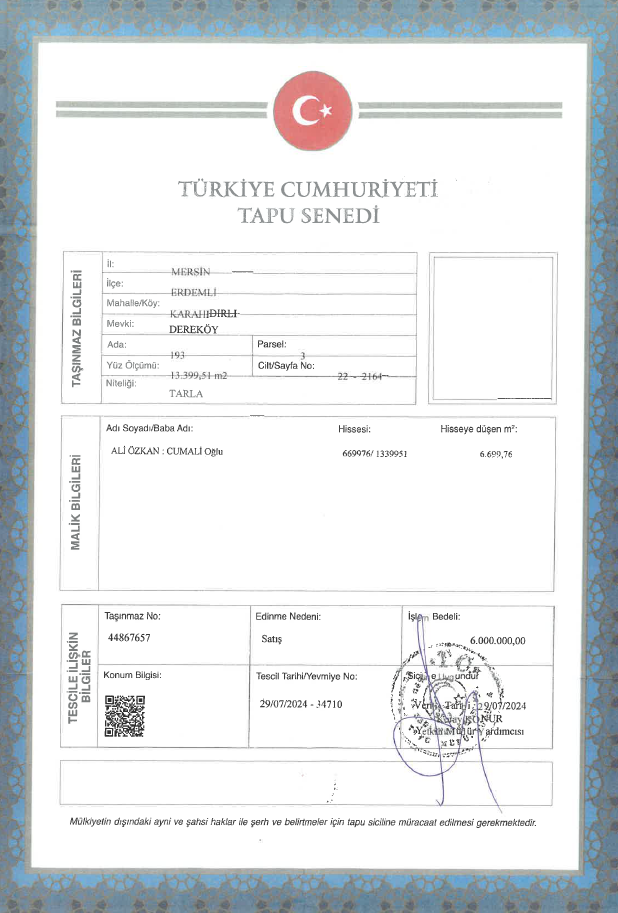 TÜRKİYE CUMHURİYETİ
TAPU SENEDİ
TAŞINMAZ BİLGİLERİ
İl: MERSİN
İlçe: ERDEMLİ
Mahalle/Köy: KARAHIDIRLI
Mevki: DEREKÖY
Ada: 193 Parsel: 3
Yüz Ölçümü: 13.399,51 m2 Cilt/Sayfa No: 22 - 2164
Niteliği: TARLA
MALİK BİLGİLERİ
Adı Soyadı/Baba Adı: Hissesi: Hisseye düşen m²:
ALİ ÖZKAN : CUMALİ Oğlu 669976/ 1339951 6.699,76
TESCİLE İLİŞKİN BİLGİLER
Taşınmaz No: Edinme Nedeni: İşlem Bedeli:
44867657 Satış 6.000.000,00
Konum Bilgisi: Tescil Tarihi/Yevmiye No: Siciline Uygundur
29/07/2024 - 34710 Veriliş Tarihi : 29/07/2024
NUR
Yetkili Müdür Yardımcısı
T.C.
Mülkiyetin dışındaki ayni ve şahsi haklar ile şerh ve belirtmeler için tapu siciline müracaat edilmesi gerekmektedir.